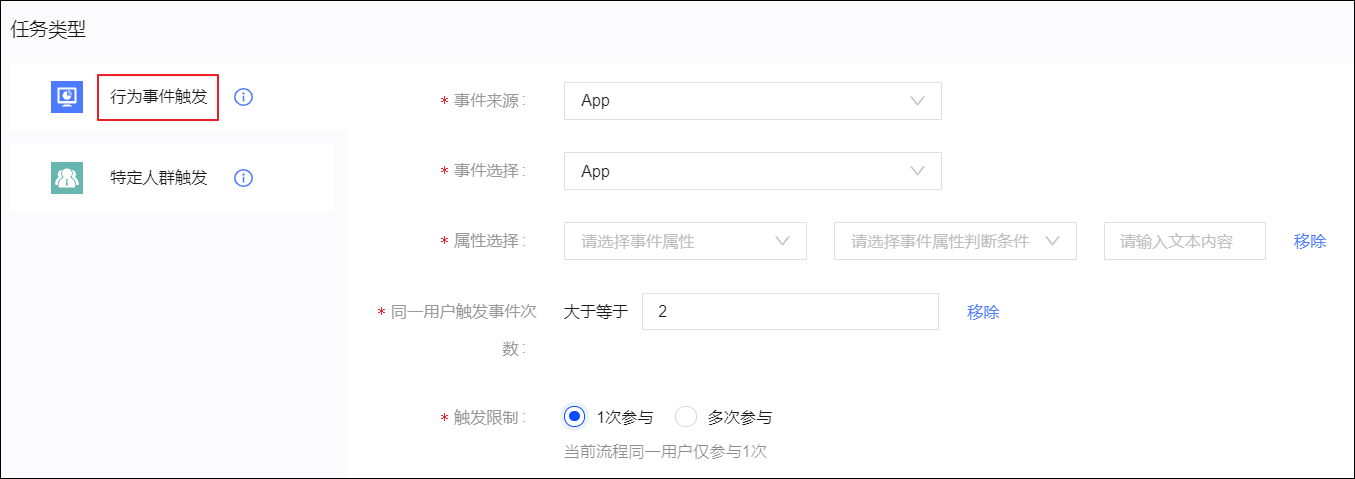 任务类型
行为事件触发
特定人群触发
* 事件来源: App
* 事件选择: App
* 属性选择: 请选择事件属性 请选择事件属性判断条件 请输入文本内容 移除
* 同一用户触发事件次 大于等于 2 移除
数:
* 触发限制: 1次参与 多次参与
当前流程同一用户仅参与1次